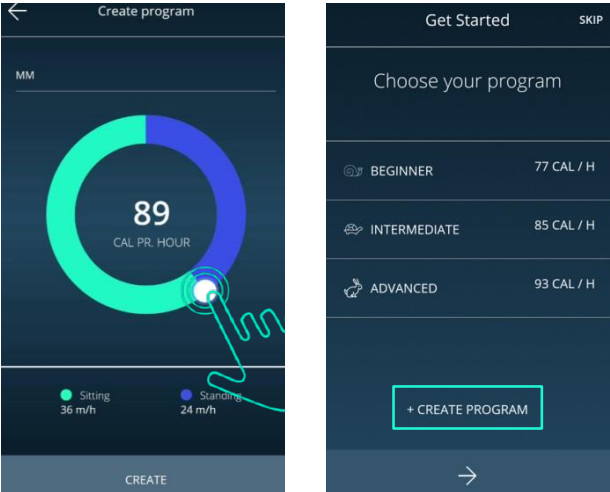 Create program
MM
89
CAL PR. HOUR
Sitting
36 m/h
Standing
24 m/h
CREATE
Get Started
SKIP
Choose your program
BEGINNER
77 CAL / H
INTERMEDIATE
85 CAL / H
ADVANCED
93 CAL / H
+ CREATE PROGRAM